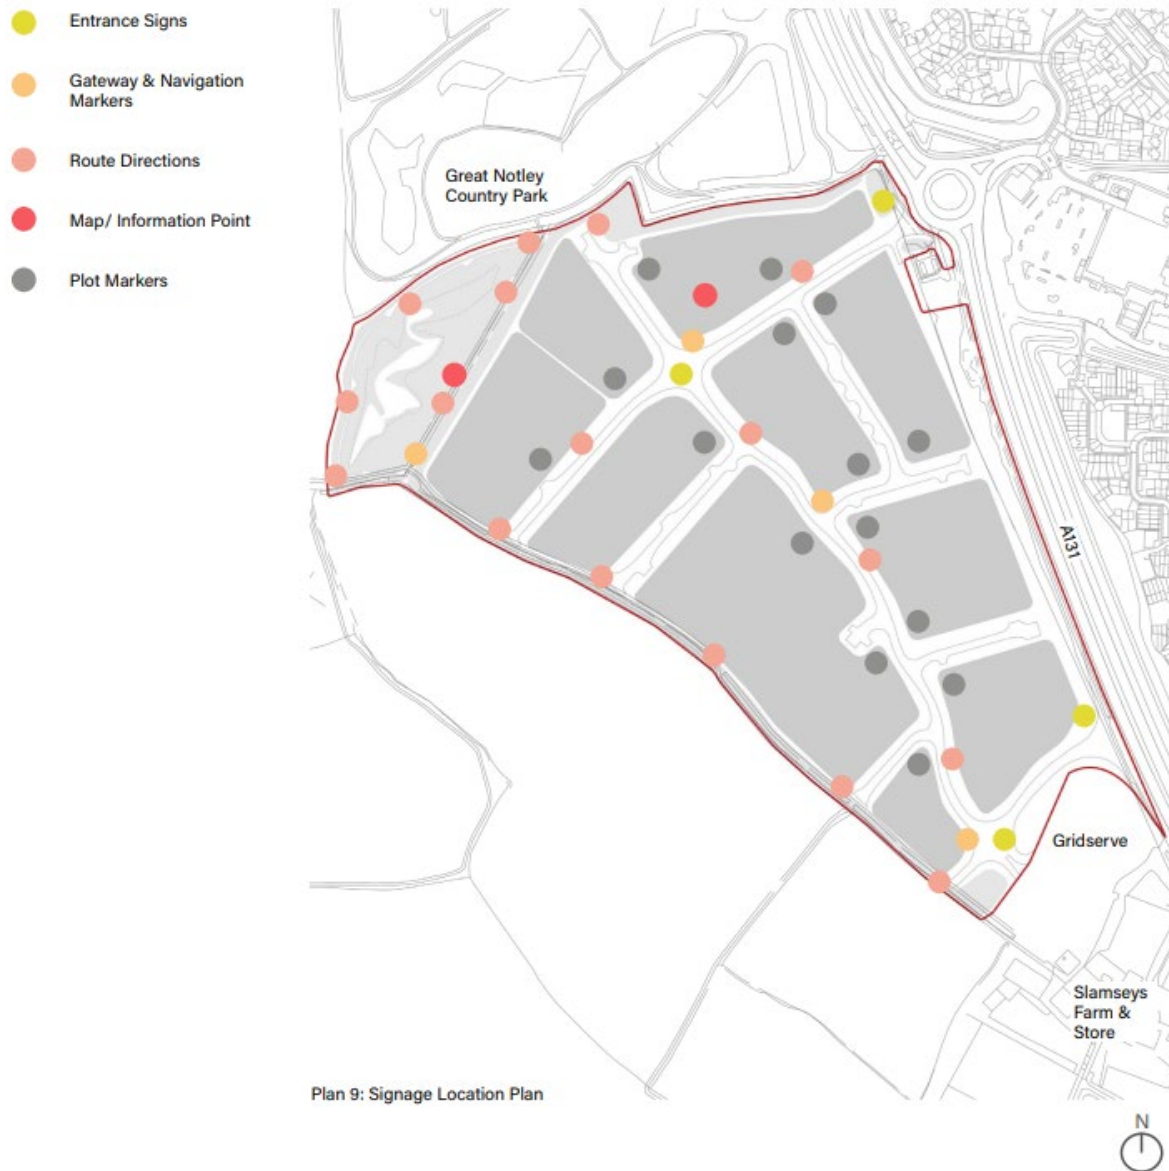 Entrance Signs
Gateway & Navigation
Markers
Route Directions
Map/ Information Point
Plot Markers
Great Notley
Country Park
A131
Gridserve
Slamseys
Farm &
Store
Plan 9: Signage Location Plan
N